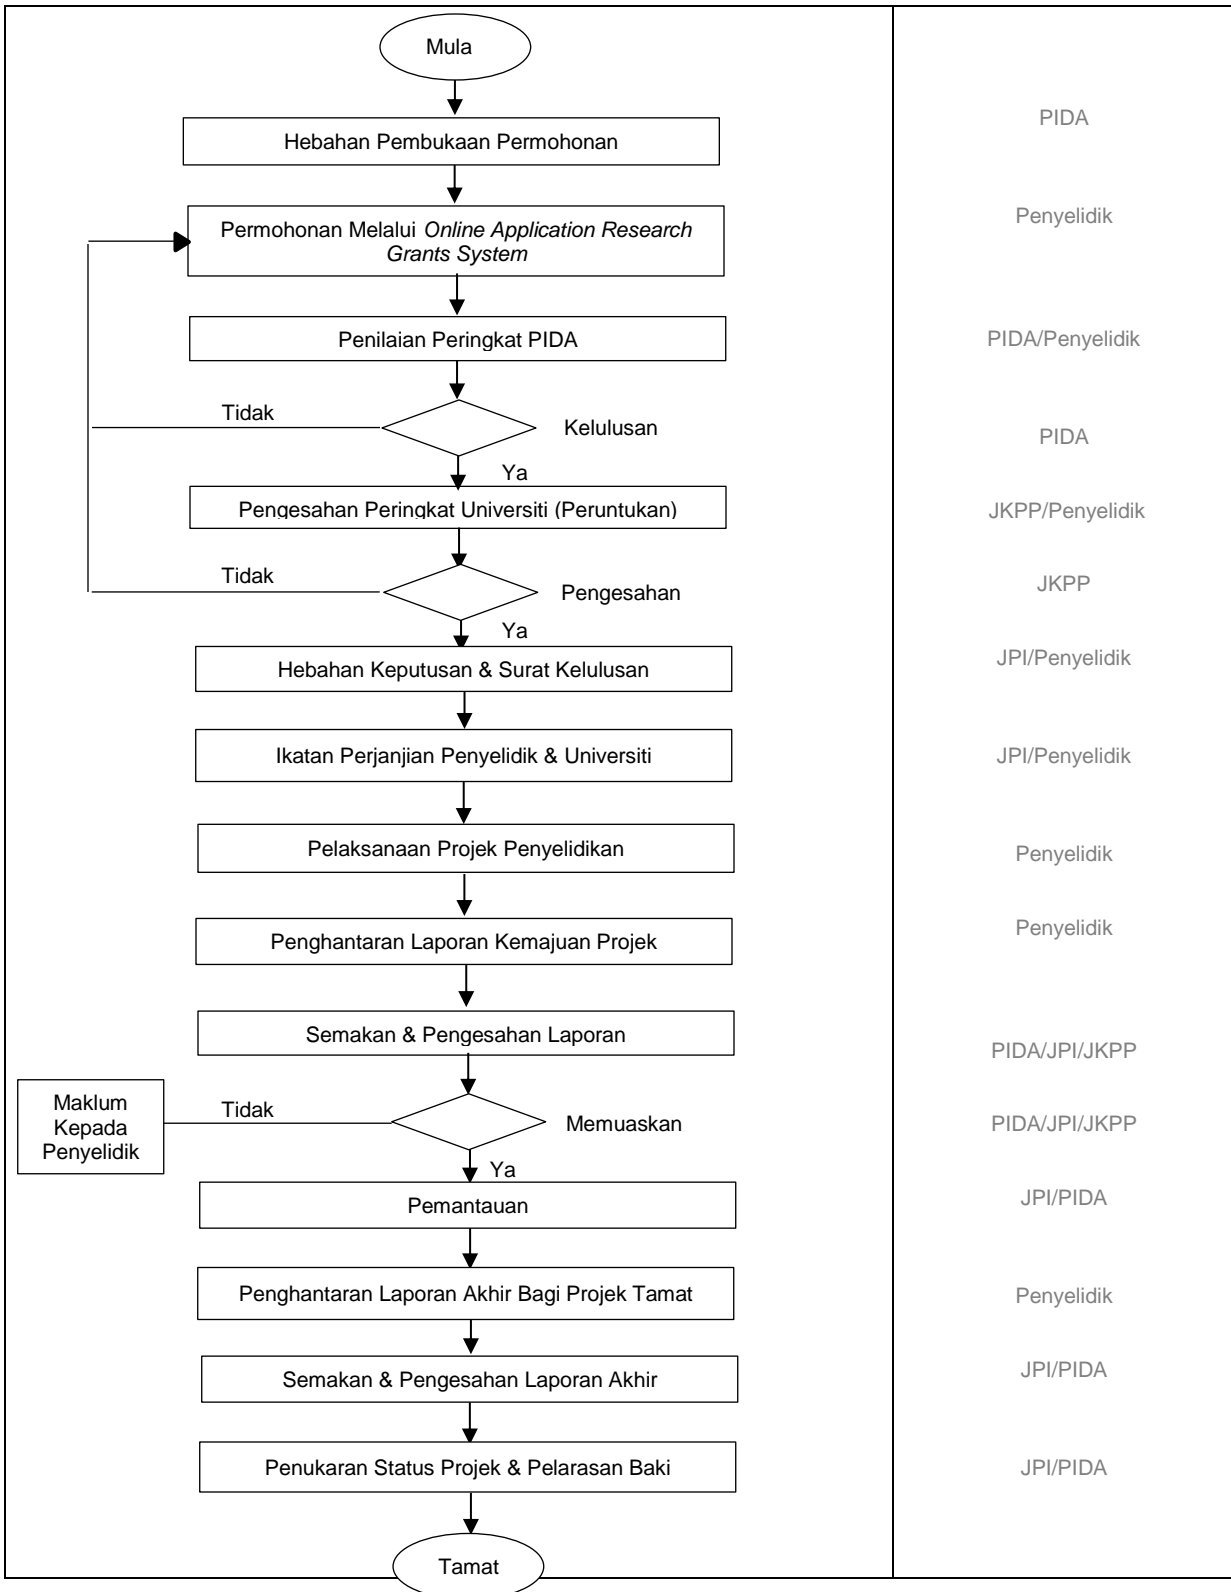 Mula
PIDA
Hebahan Pembukaan Permohonan
Penyelidik
Permohonan Melalui Online Application Research
Grants System
Penilaian Peringkat PIDA
PIDA/Penyelidik
Tidak
Kelulusan
PIDA
Ya
Pengesahan Peringkat Universiti (Peruntukan)
JKPP/Penyelidik
Tidak
Pengesahan
JKPP
Ya
Hebahan Keputusan & Surat Kelulusan
JPI/Penyelidik
Ikatan Perjanjian Penyelidik & Universiti
JPI/Penyelidik
Pelaksanaan Projek Penyelidikan
Penyelidik
Penghantaran Laporan Kemajuan Projek
Penyelidik
Semakan & Pengesahan Laporan
PIDA/JPI/JKPP
Maklum
Kepada
Penyelidik
Tidak
Memuaskan
PIDA/JPI/JKPP
Ya
Pemantauan
JPI/PIDA
Penghantaran Laporan Akhir Bagi Projek Tamat
Penyelidik
Semakan & Pengesahan Laporan Akhir
JPI/PIDA
Penukaran Status Projek & Pelarasan Baki
JPI/PIDA
Tamat